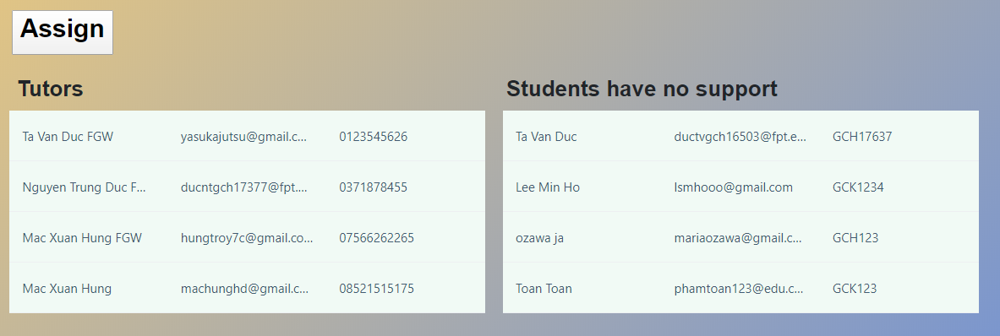 Assign
Tutors
Students have no support
Ta Van Duc FGW yasukajutsu@gmail.c... 0123545626
Nguyen Trung Duc F... ducntgch17377@fpt.... 0371878455
Mac Xuan Hung FGW hungtroy7c@gmail.co... 07566262265
Mac Xuan Hung machunghd@gmail.c... 08521515175
Ta Van Duc ductvgch16503@fpt.e... GCH17637
Lee Min Ho lsmhooo@gmail.com GCK1234
ozawa ja mariaozawa@gmail.c... GCH123
Toan Toan phamtoan123@edu.c... GCK123